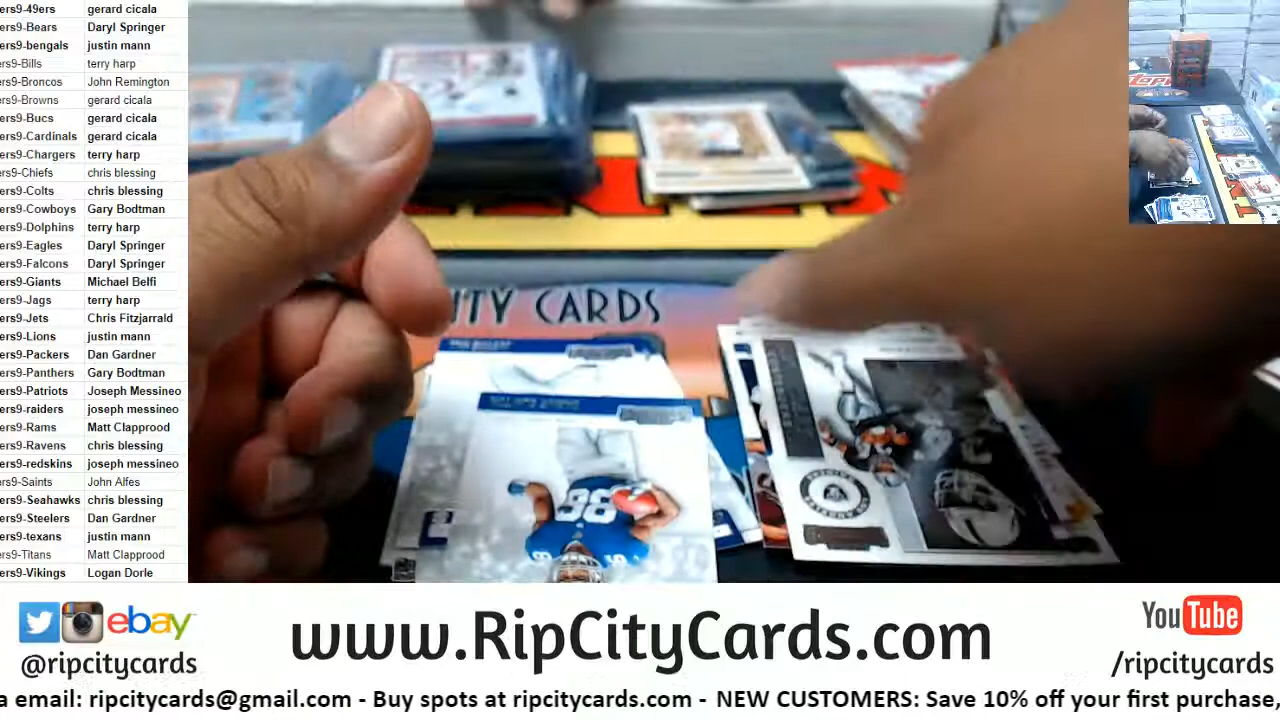 ers9-49ers gerard cicala
ers9-Bears Daryl Springer
ers9-bengals justin mann
ers9-Bills terry harp
ers9-Broncos John Remington
ers9-Browns gerard cicala
ers9-Bucs gerard cicala
ers9-Cardinals gerard cicala
ers9-Chargers terry harp
ers9-Chiefs chris blessing
ers9-Colts chris blessing
ers9-Cowboys Gary Bodtman
ers9-Dolphins terry harp
ers9-Eagles Daryl Springer
ers9-Falcons Daryl Springer
ers9-Giants Michael Belfi
ers9-Jags terry harp
ers9-Jets Chris Fitzjarrald
ers9-Lions justin mann
ers9-Packers Dan Gardner
ers9-Panthers Gary Bodtman
ers9-Patriots Joseph Messineo
ers9-raiders joseph messineo
ers9-Rams Matt Clapprood
ers9-Ravens chris blessing
ers9-redskins joseph messineo
ers9-Saints John Alfes
ers9-Seahawks chris blessing
ers9-Steelers Dan Gardner
ers9-texans justin mann
ers9-Titans Matt Clapprood
ers9-Vikings Logan Dorle
ITY CARDS
88
ebay
@ripcitycards
www.RipCityCards.com
YouTube
/ripcitycards
a email: ripcitycards@gmail.com - Buy spots at ripcitycards.com - NEW CUSTOMERS: Save 10% off your first purchase,